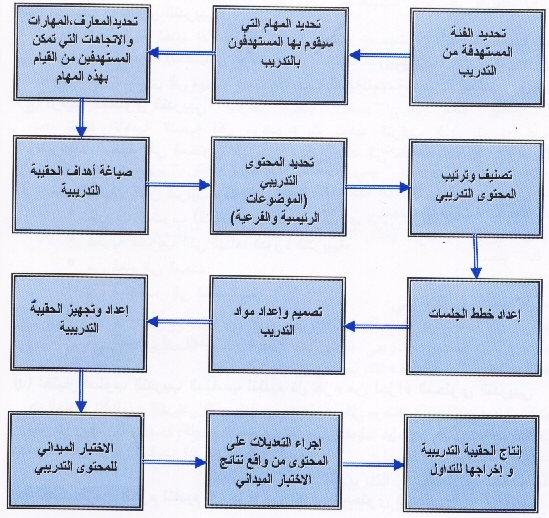 تحديد الفئة
المستهدفة من
التدريب
تحديد المهام التي
سيقوم بها المستهدفون
بالتدريب
تحديدالمعارف،المهارات
والاتجاهات التي تمكن
المستهدفين من القيام
بهذه المهام
صياغة أهداف الحقيبة
التدريبية
تحديد المحتوى
التدريبي
(الموضوعات
الرئيسية والفرعية)
تصنيف وترتيب
المحتوى التدريبي
إعداد خطط الجلسات
تصميم وإعداد مواد
التدريب
إعداد وتجهيز الحقيبة
التدريبية
الاختبار الميداني
للمحتوى التدريبي
إجراء التعديلات على
المحتوى من واقع نتائج
الاختبار الميداني
إنتاج الحقيبة التدريبية
و إخراجها للتداول